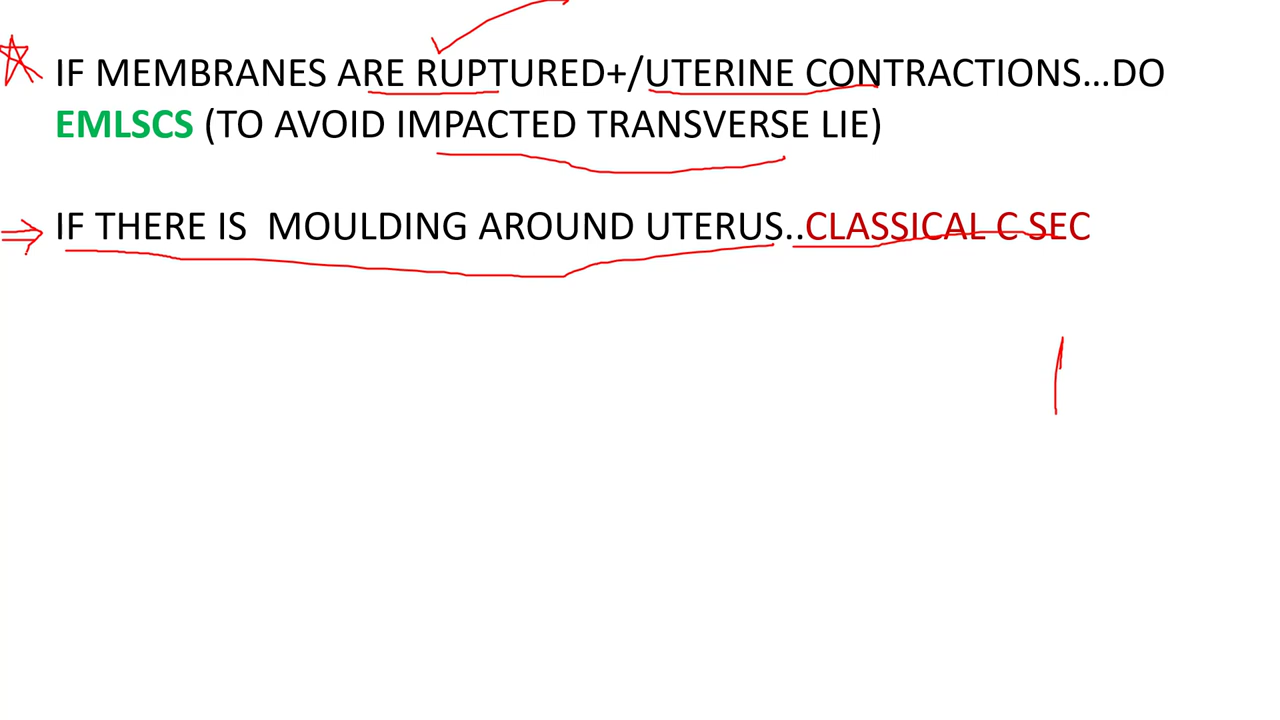 IF MEMBRANES ARE RUPTURED+/UTERINE CONTRACTIONS...DO
EMLSCS (TO AVOID IMPACTED TRANSVERSE LIE)
IF THERE IS MOULDING AROUND UTERUS..CLASSICAL C SEC